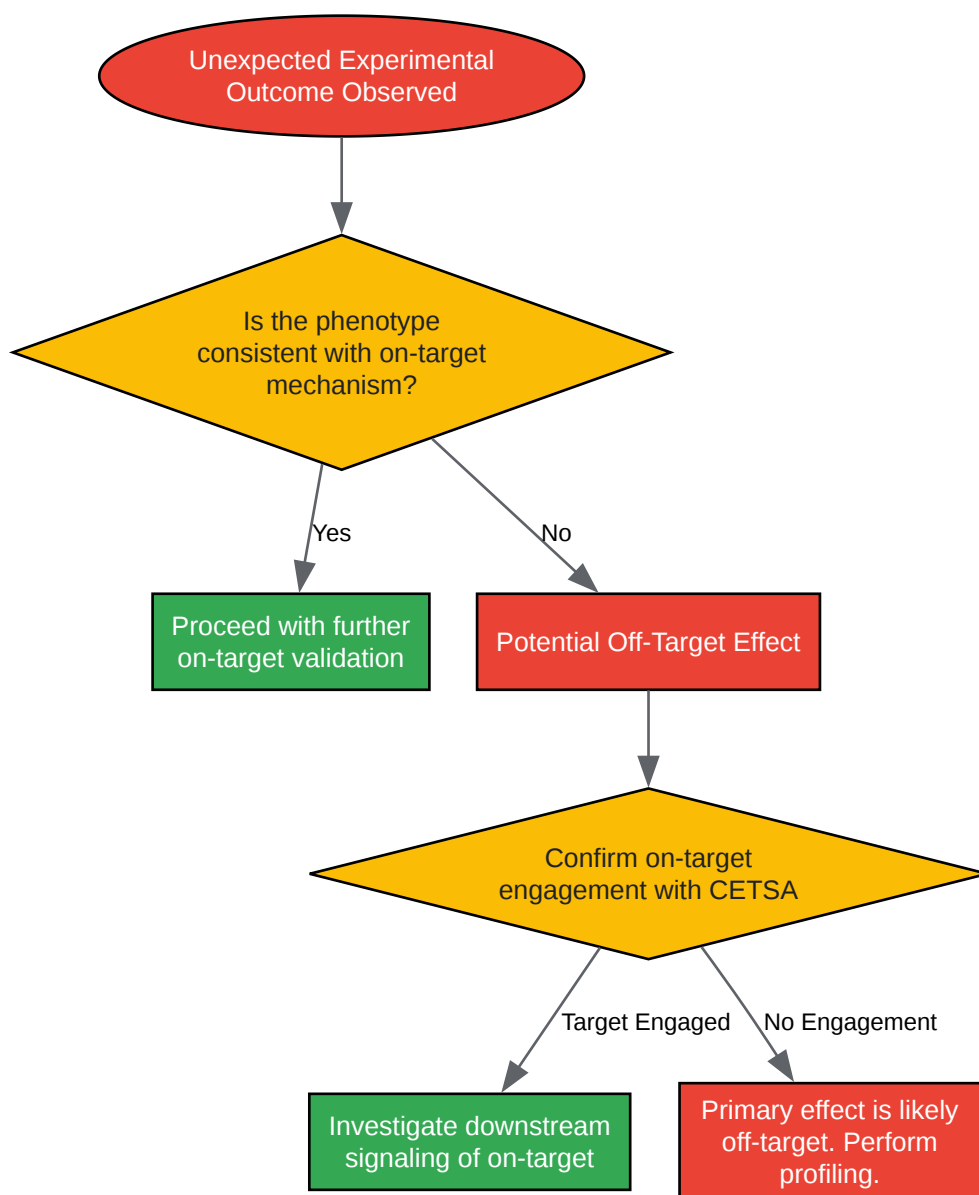 Unexpected Experimental
Outcome Observed
Is the phenotype
consistent with on-target
mechanism?
Yes
No
Proceed with further
on-target validation
Potential Off-Target Effect
Confirm on-target
engagement with CETSA
Target Engaged
No Engagement
Investigate downstream
signaling of on-target
Primary effect is likely
off-target. Perform
profiling.